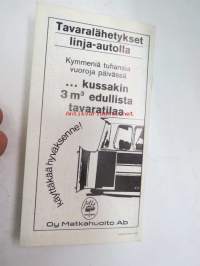 Tavaralähetykset
linja-autolla
Kymmeniä tuhansia
vuoroja päivässä
... kussakin
3 m³ edullista
tavaratilaa
käyttäkää hyväksenne!
Oy Matkahuolto Ab